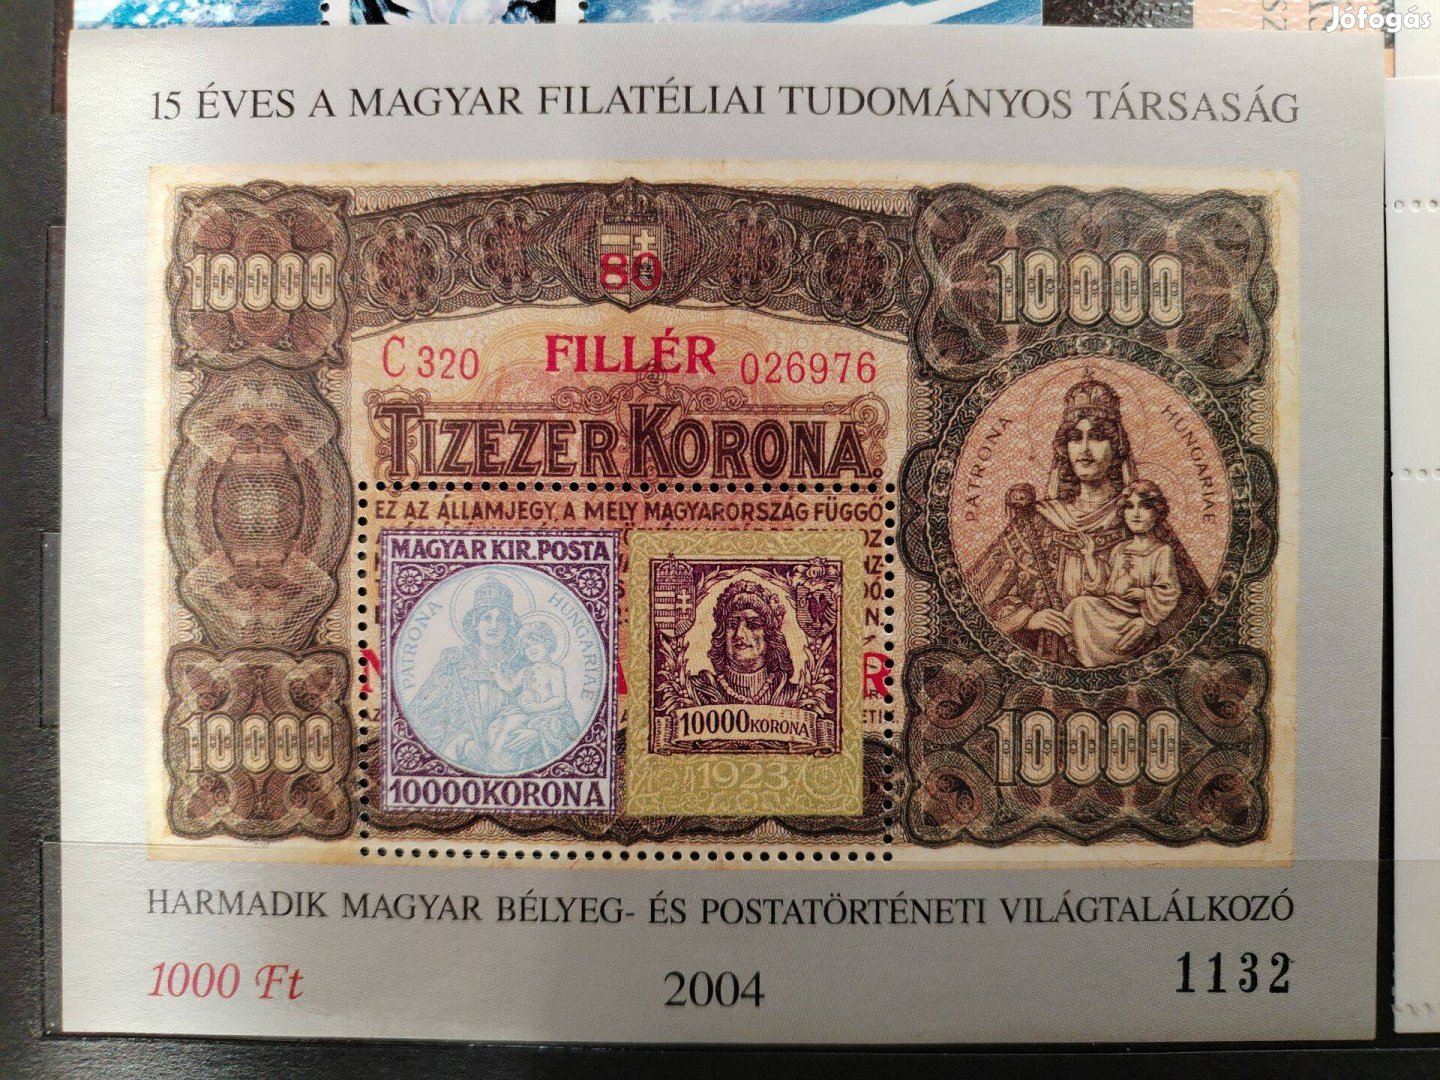 Jófogás
15 ÉVES A MAGYAR FILATÉLIAI TUDOMÁNYOS TÁRSASÁG
10000
80
10000
C 320 FILLÉR 026976
TIZEZER KORONA.
PATRONA HUNGARIAE
EZ AZ ÁLLAMJEGY, A MELY MAGYARORSZÁG FÜGGŐ
MAGYAR KIR. POSTA
PATRONA HUNGARIAE
10000 KORONA
10000 KORONA
1923
10000
10000
HARMADIK MAGYAR BÉLYEG- ÉS POSTATÖRTÉNETI VILÁGTALÁLKOZÓ
1000 Ft
2004
1132